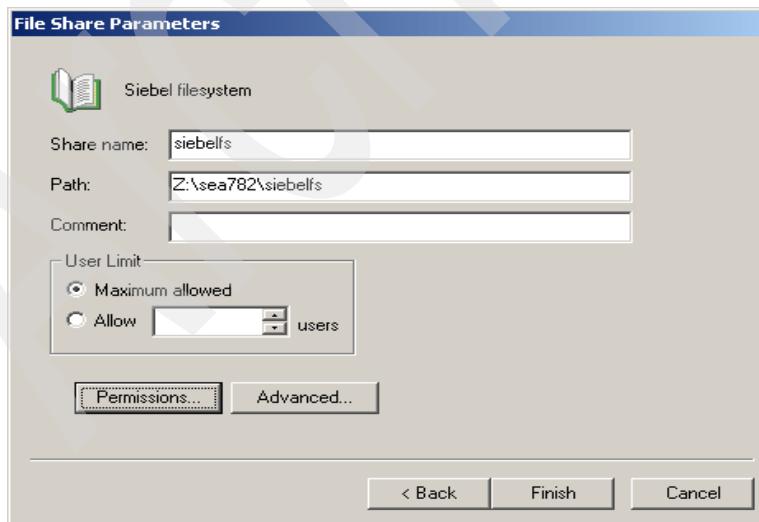 File Share Parameters
Siebel filesystem
Share name: siebelfs
Path: Z:\sea782\siebelfs
Comment:
User Limit
Maximum allowed
Allow users
Permissions... Advanced...
< Back Finish Cancel